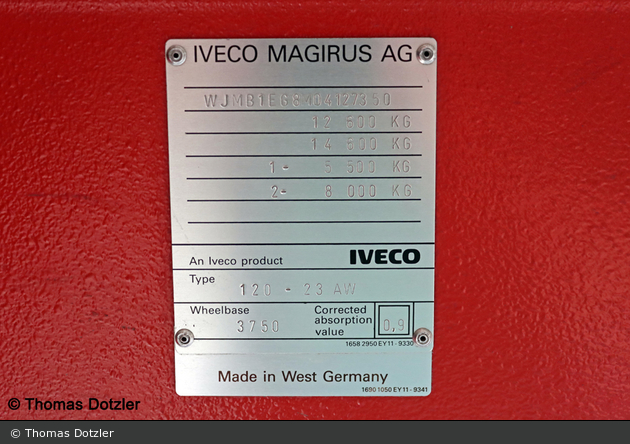 IVECO MAGIRUS AG
WJMB1EGS404127350
12 500 KG
14 500 KG
1- 5 500 KG
2- 8 000 KG
An Iveco product IVECO
Type
120 - 23 AW
Wheelbase
3750
Corrected
absorption
value
0,9
1658 2950 EY 11 - 9330
Made in West Germany
1690 1050 EY 11 - 9341
© Thomas Dotzler
© Thomas Dotzler